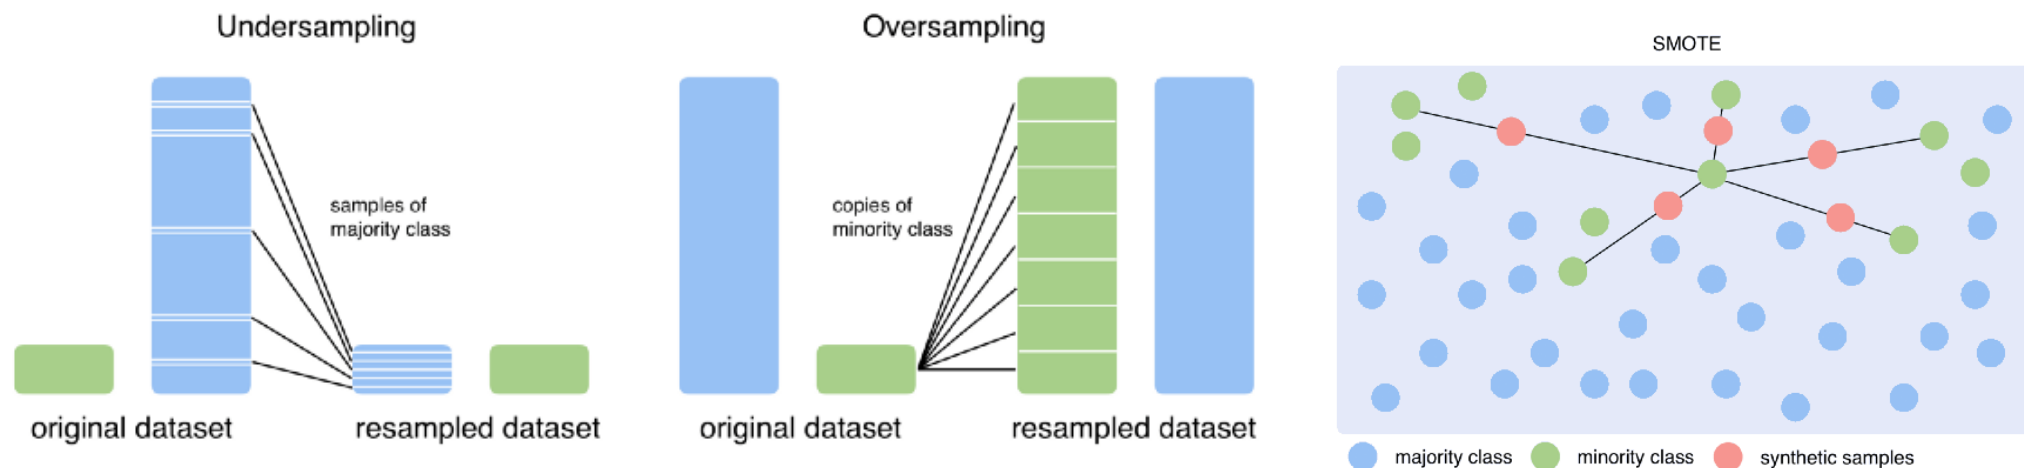 Undersampling
samples of
majority class
original dataset
resampled dataset
Oversampling
copies of
minority class
original dataset
resampled dataset
SMOTE
majority class
minority class
synthetic samples